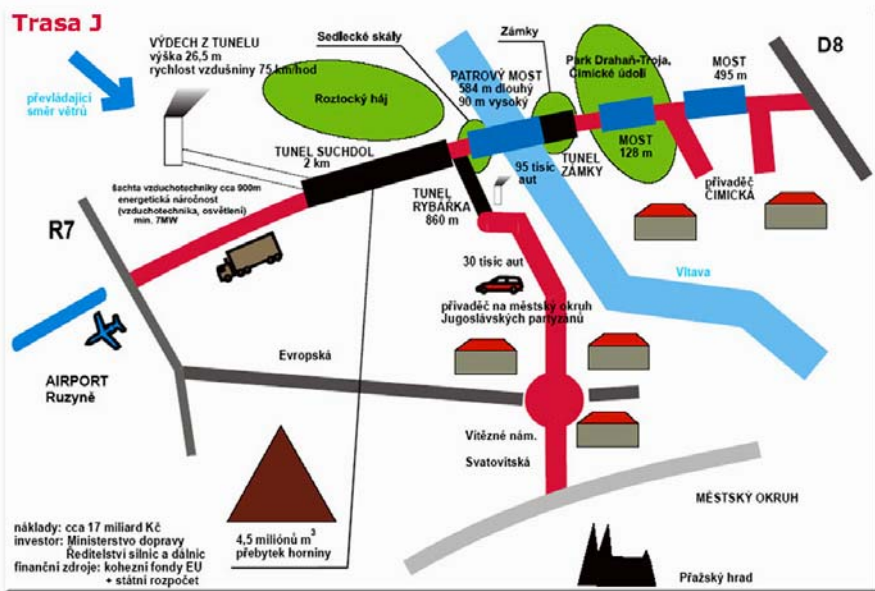 Trasa J
VÝDECH Z TUNELU
výška 26,5 m
rychlost vzdušniny 75 km/hod
převládající
směr větrů
Sedlecké skály
Zámky
Roztocký háj
PATROVÝ MOST
584 m dlouhý
90 m vysoký
Park Drahaň-Troja,
Čimické údolí
MOST
495 m
D8
TUNEL SUCHDOL
2 km
95 tisíc
aut
TUNEL
ZÁMKY
MOST
128 m
přivaděč
ČIMICKÁ
šachta vzduchotechniky cca 900m
energetická náročnost
(vzduchotechnika, osvětlení)
min. 7MW
TUNEL
RYBÁŘKA
860 m
R7
30 tisíc aut
Vltava
přivaděč na městský okruh
Jugoslávských partyzánů
Evropská
AIRPORT
Ruzyně
Vítězné nám.
Svatovítská
MĚSTSKÝ OKRUH
náklady: cca 17 miliard Kč
investor: Ministerstvo dopravy
Ředitelství silnic a dálnic
finanční zdroje: kohezní fondy EU
+ státní rozpočet
4,5 miliónů m³
přebytek horniny
Přažský hrad